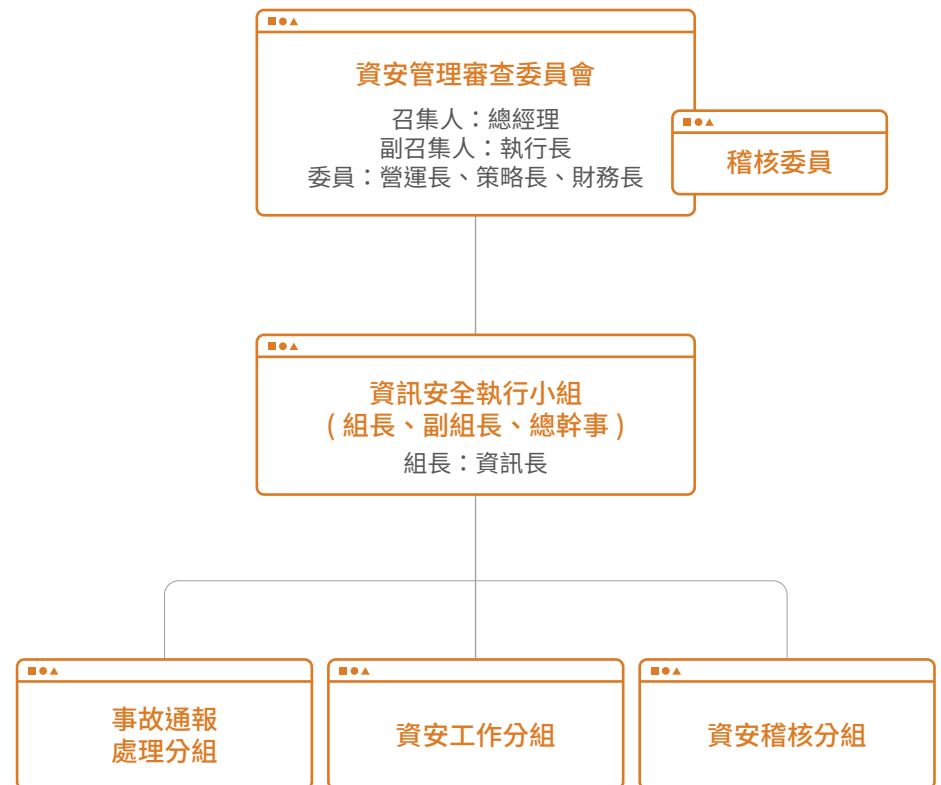 資安管理審查委員會
召集人：總經理
副召集人：執行長
委員：營運長、策略長、財務長
稽核委員
資訊安全執行小組
( 組長、副組長、總幹事 )
組長：資訊長
事故通報
處理分組
資安工作分組
資安稽核分組